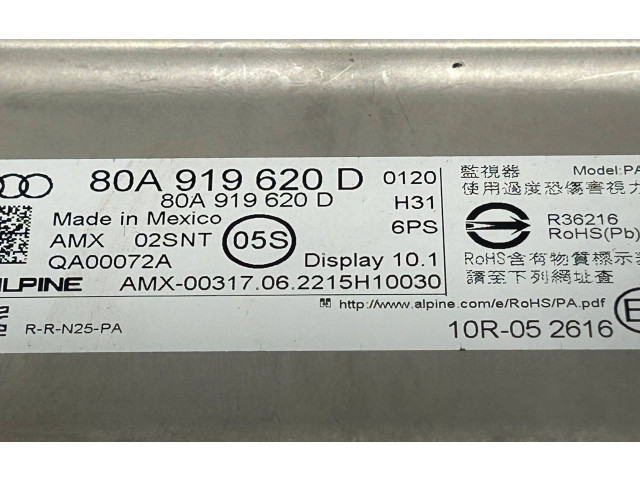 80A 919 620 D 0120
80A 919 620 D H31
Made in Mexico 6PS
AMX 02SNT 05S
QA00072A Display 10.1
ALPINE AMX-00317.06.2215H10030
R-R-N25-PA
監視器 Model:PA
使用過度恐傷害視力
R36216
RoHS(Pb)
RoHS含有物質標示
請至下列網址查
http://www.alpine.com/e/RoHS/PA.pdf
10R-05 2616 E